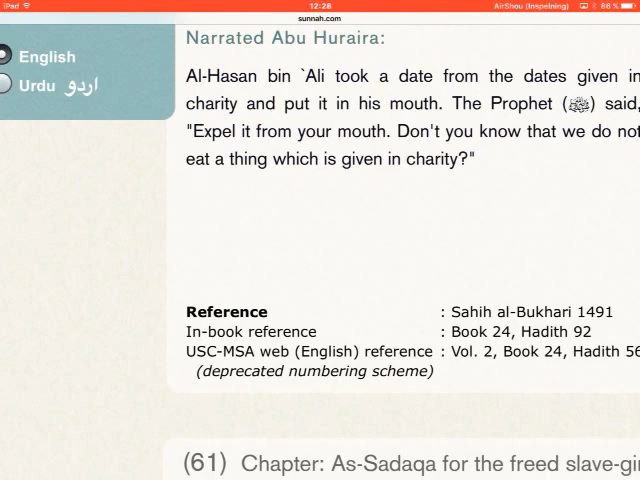 iPad 12:28 AirShou (Inspelning) 86 %
sunnah.com
English
Urdu اردو
Narrated Abu Huraira:
Al-Hasan bin `Ali took a date from the dates given in
charity and put it in his mouth. The Prophet (ﷺ) said,
"Expel it from your mouth. Don't you know that we do not
eat a thing which is given in charity?"
Reference : Sahih al-Bukhari 1491
In-book reference : Book 24, Hadith 92
USC-MSA web (English) reference : Vol. 2, Book 24, Hadith 56
(deprecated numbering scheme)
(61) Chapter: As-Sadaqa for the freed slave-gir